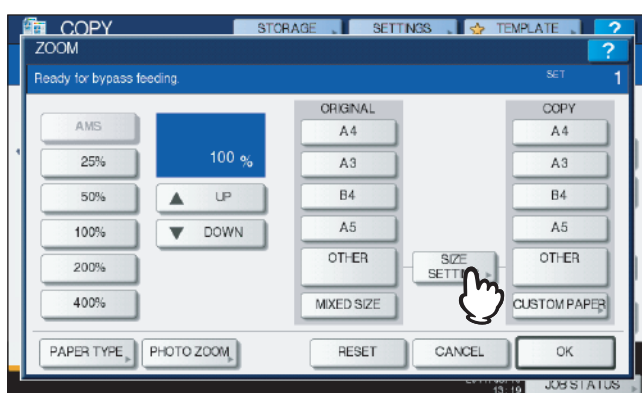 COPY
STORAGE
SETTINGS
TEMPLATE
?
ZOOM
?
Ready for bypass feeding.
SET 1
ORIGINAL
COPY
AMS
100 %
A4
A4
25%
A3
A3
50%
UP
B4
B4
100%
DOWN
A5
A5
200%
OTHER
SIZE
OTHER
400%
MIXED SIZE
CUSTOM PAPER
PAPER TYPE
PHOTO ZOOM
RESET
CANCEL
OK
13:19
JOB STATUS